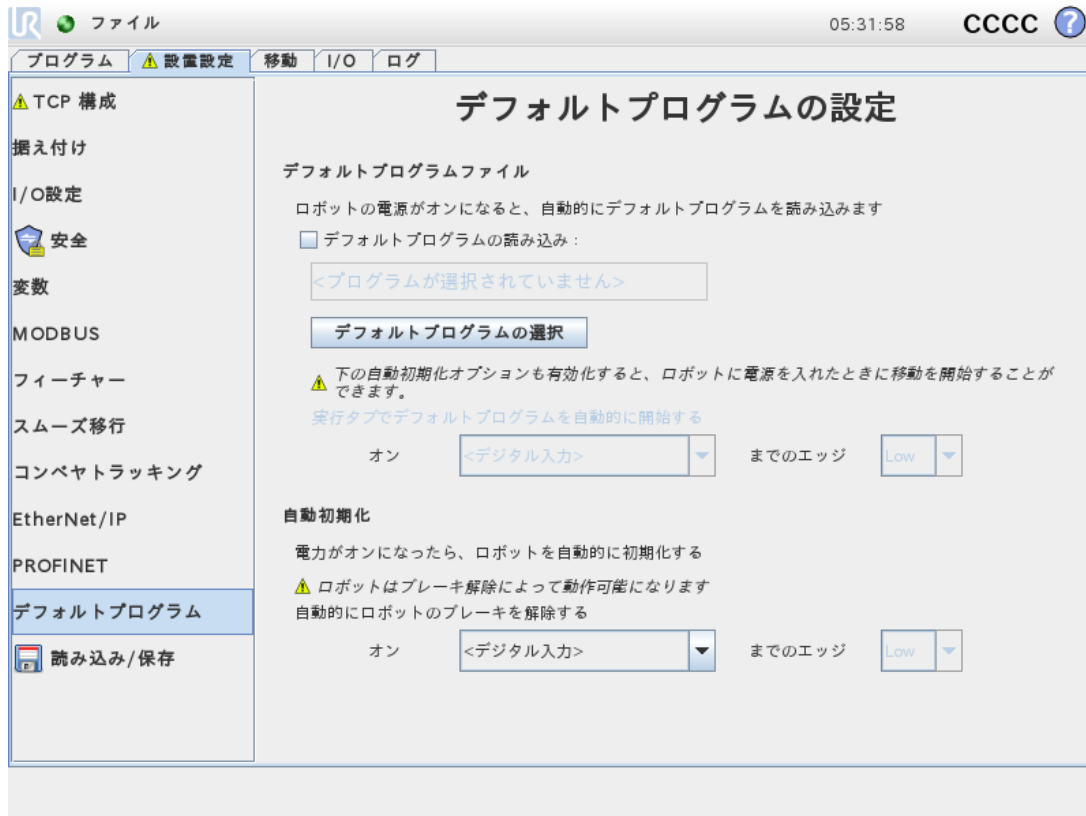 UR ファイル 05:31:58 CCCC ?
プログラム 設置設定 移動 I/O ログ
TCP 構成
据え付け
I/O設定
安全
変数
MODBUS
フィーチャー
スムーズ移行
コンベヤトラッキング
EtherNet/IP
PROFINET
デフォルトプログラム
読み込み/保存
デフォルトプログラムの設定
デフォルトプログラムファイル
ロボットの電源がオンになると、自動的にデフォルトプログラムを読み込みます
デフォルトプログラムの読み込み :
<プログラムが選択されていません>
デフォルトプログラムの選択
下の自動初期化オプションも有効化すると、ロボットに電源を入れたときに移動を開始することが
できます。
実行タブでデフォルトプログラムを自動的に開始する
オン <デジタル入力> までのエッジ Low
自動初期化
電力がオンになったら、ロボットを自動的に初期化する
ロボットはブレーキ解除によって動作可能になります
自動的にロボットのブレーキを解除する
オン <デジタル入力> までのエッジ Low